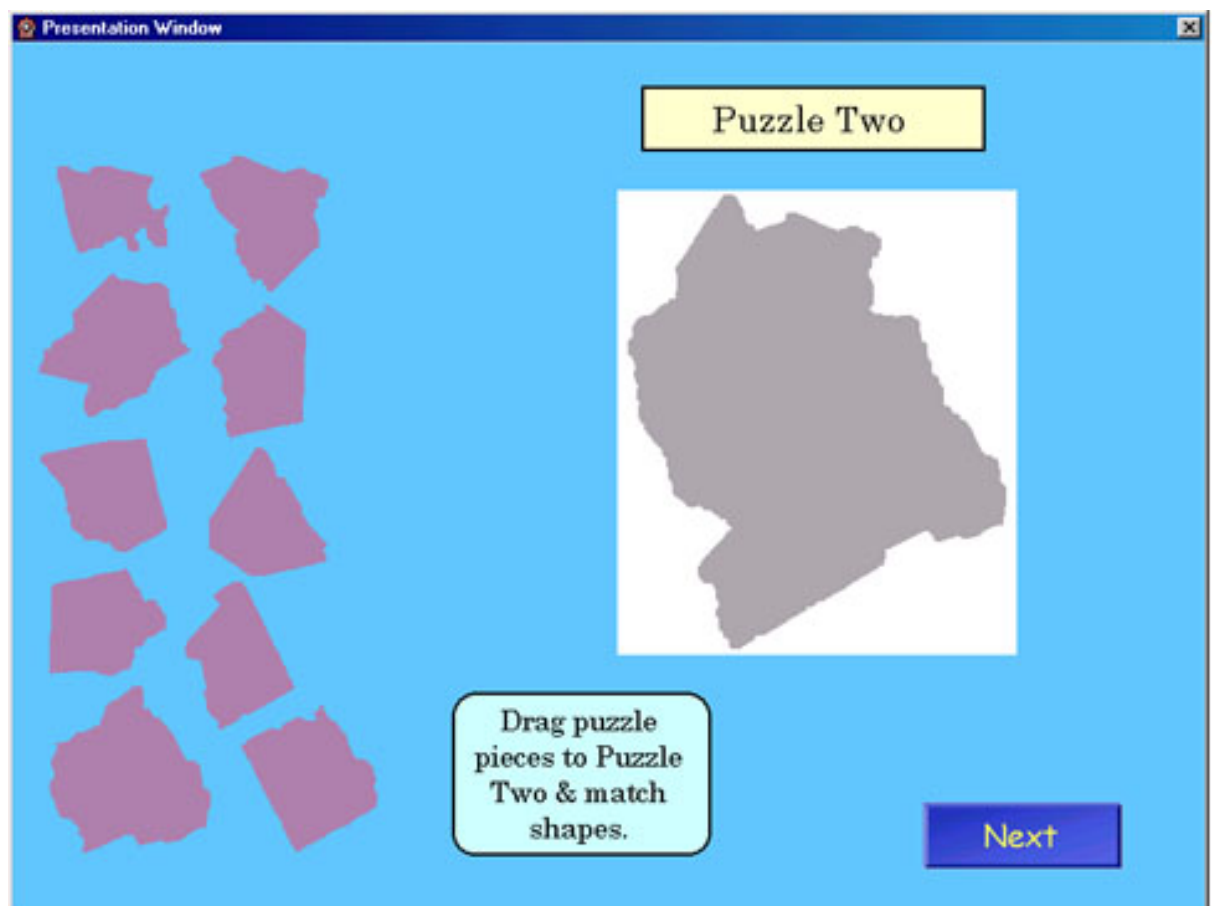 Presentation Window
Puzzle Two
Drag puzzle
pieces to Puzzle
Two & match
shapes.
Next